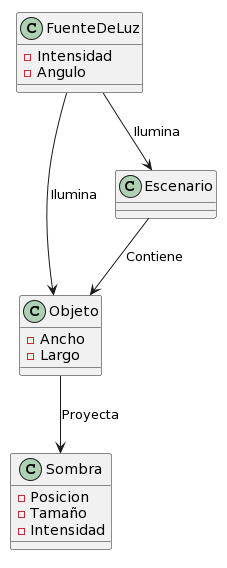 C FuenteDeLuz
Intensidad
Angulo
Ilumina
C Escenario
Ilumina
Contiene
C Objeto
Ancho
Largo
Proyecta
C Sombra
Posicion
Tamaño
Intensidad